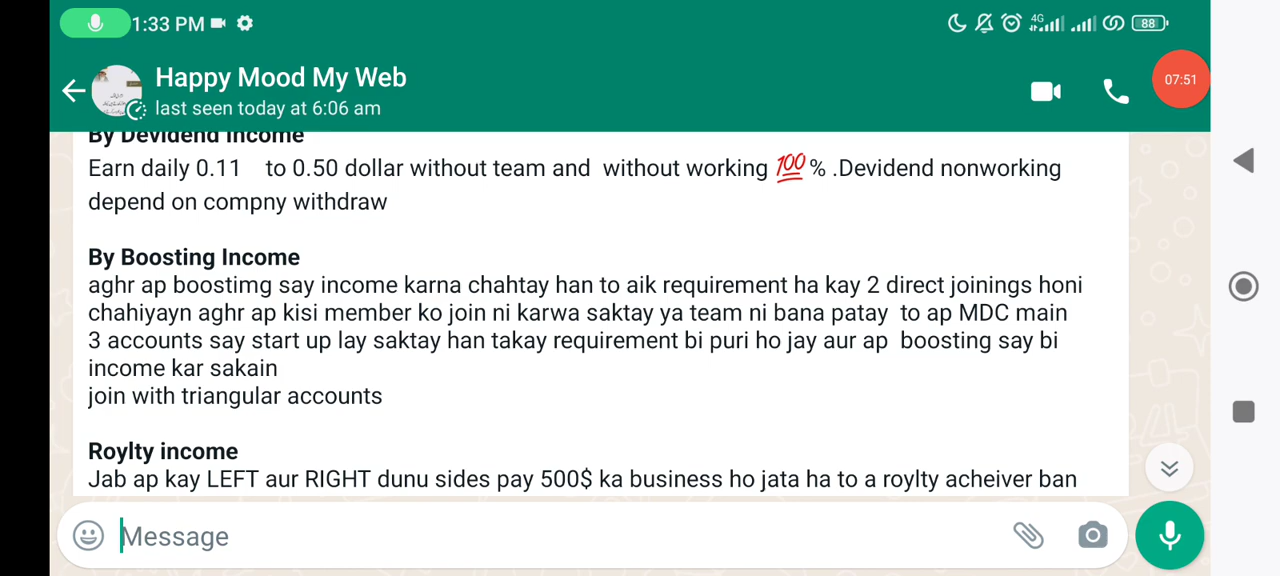 1:33 PM
4G
88
Happy Mood My Web
last seen today at 6:06 am
07:51
By Devidend Income
Earn daily 0.11 to 0.50 dollar without team and without working 💯% .Devidend nonworking
depend on compny withdraw
By Boosting Income
aghr ap boostimg say income karna chahtay han to aik requirement ha kay 2 direct joinings honi
chahiyayn aghr ap kisi member ko join ni karwa saktay ya team ni bana patay to ap MDC main
3 accounts say start up lay saktay han takay requirement bi puri ho jay aur ap boosting say bi
income kar sakain
join with triangular accounts
Roylty income
Jab ap kay LEFT aur RIGHT dunu sides pay 500$ ka business ho jata ha to a roylty acheiver ban
Message